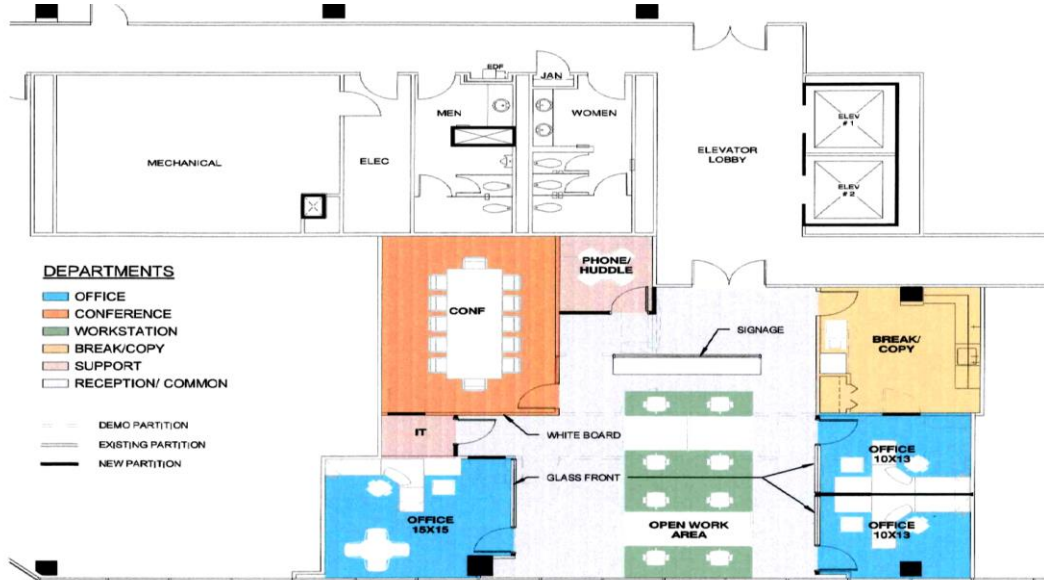 EDF
JAN
MEN
WOMEN
MECHANICAL
ELEC
ELEVATOR
LOBBY
ELEV
# 1
ELEV
# 2
DEPARTMENTS
OFFICE
CONFERENCE
WORKSTATION
BREAK/COPY
SUPPORT
RECEPTION/ COMMON
DEMO PARTITION
EXISTING PARTITION
NEW PARTITION
PHONE/
HUDDLE
CONF
SIGNAGE
BREAK/
COPY
IT
WHITE BOARD
GLASS FRONT
OFFICE
15X15
OPEN WORK
AREA
OFFICE
10X13
OFFICE
10X13